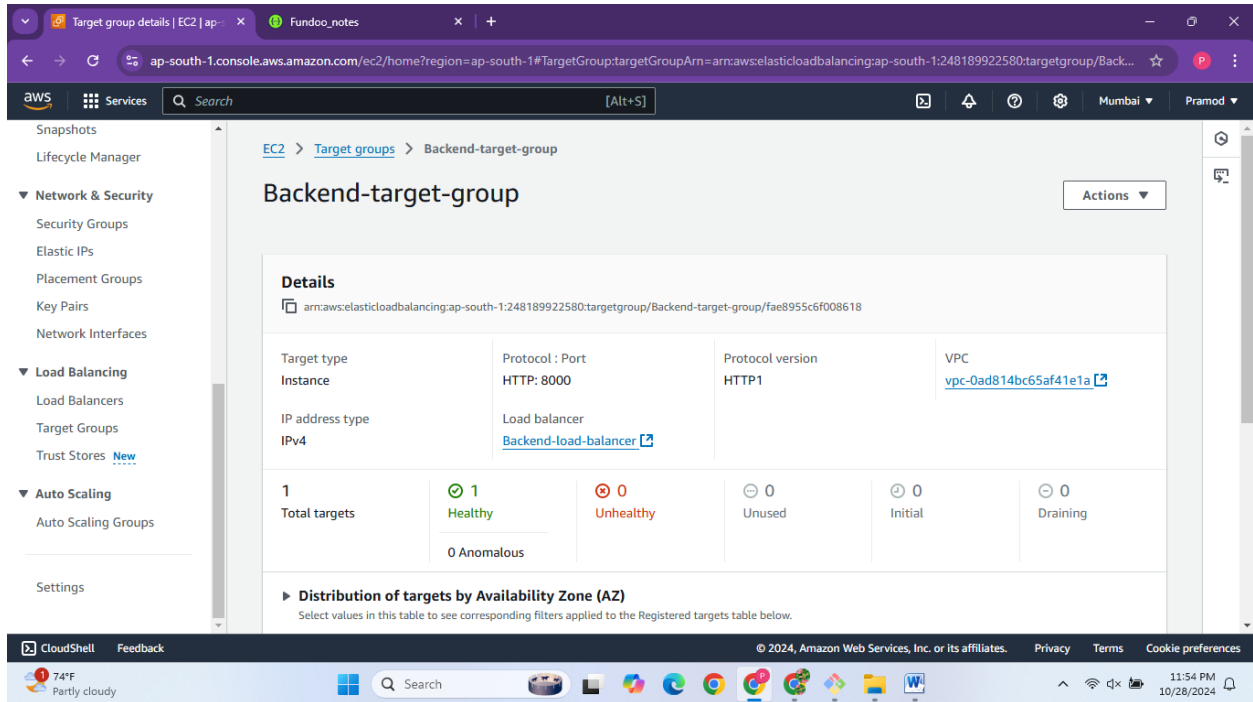 Target group details | EC2 | ap-s
Fundoo_notes
ap-south-1.console.aws.amazon.com/ec2/home?region=ap-south-1#TargetGroup:targetGroupArn=arn:aws:elasticloadbalancing:ap-south-1:248189922580:targetgroup/Back...
P
aws
Services
Search
[Alt+S]
Mumbai
Pramod
Snapshots
Lifecycle Manager
Network & Security
Security Groups
Elastic IPs
Placement Groups
Key Pairs
Network Interfaces
Load Balancing
Load Balancers
Target Groups
Trust Stores New
Auto Scaling
Auto Scaling Groups
Settings
EC2 > Target groups > Backend-target-group
Backend-target-group
Actions
Details
arn:aws:elasticloadbalancing:ap-south-1:248189922580:targetgroup/Backend-target-group/fae8955c6f008618
Target type
Instance
Protocol : Port
HTTP: 8000
Protocol version
HTTP1
VPC
vpc-0ad814bc65af41e1a
IP address type
IPv4
Load balancer
Backend-load-balancer
1
Total targets
1
Healthy
0 Anomalous
0
Unhealthy
0
Unused
0
Initial
0
Draining
Distribution of targets by Availability Zone (AZ)
Select values in this table to see corresponding filters applied to the Registered targets table below.
CloudShell
Feedback
© 2024, Amazon Web Services, Inc. or its affiliates.
Privacy
Terms
Cookie preferences
1
74°F
Partly cloudy
Search
P
W
11:54 PM
10/28/2024